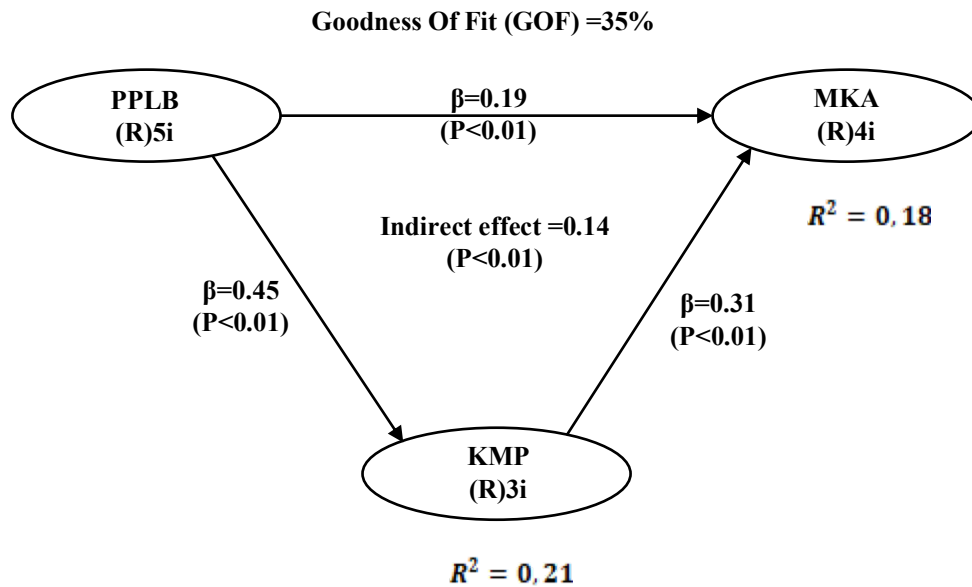 Goodness Of Fit (GOF) =35%
PPLB
(R)5i
β=0.19
(P<0.01)
MKA
(R)4i
R² = 0,18
Indirect effect =0.14
(P<0.01)
β=0.45
(P<0.01)
β=0.31
(P<0.01)
KMP
(R)3i
R² = 0,21